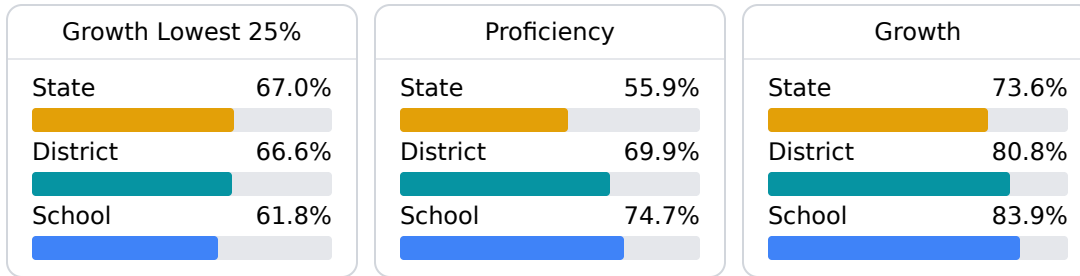 Growth Lowest 25%
State 67.0%
District 66.6%
School 61.8%
Proficiency
State 55.9%
District 69.9%
School 74.7%
Growth
State 73.6%
District 80.8%
School 83.9%